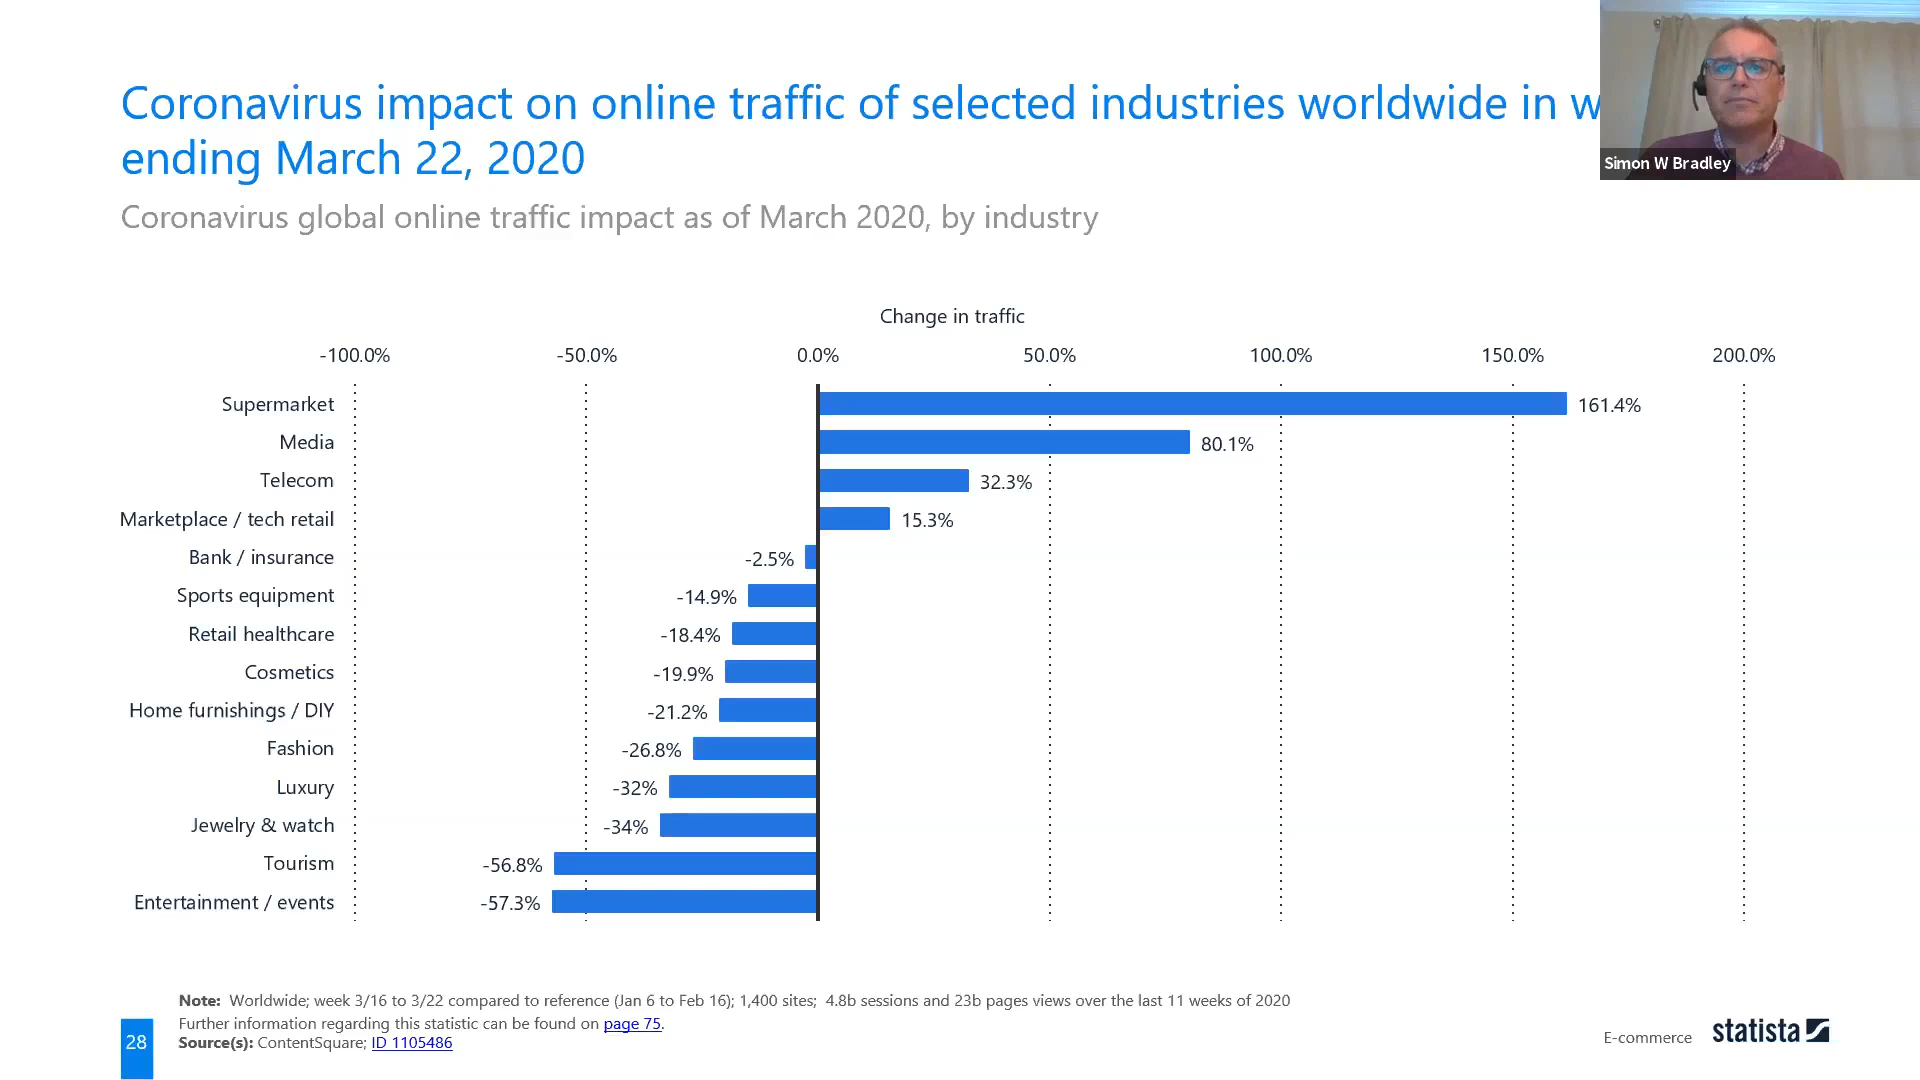 Coronavirus impact on online traffic of selected industries worldwide in w
ending March 22, 2020
Simon W Bradley
Coronavirus global online traffic impact as of March 2020, by industry
Change in traffic
-100.0% -50.0% 0.0% 50.0% 100.0% 150.0% 200.0%
Supermarket 161.4%
Media 80.1%
Telecom 32.3%
Marketplace / tech retail 15.3%
Bank / insurance -2.5%
Sports equipment -14.9%
Retail healthcare -18.4%
Cosmetics -19.9%
Home furnishings / DIY -21.2%
Fashion -26.8%
Luxury -32%
Jewelry & watch -34%
Tourism -56.8%
Entertainment / events -57.3%
Note: Worldwide; week 3/16 to 3/22 compared to reference (Jan 6 to Feb 16); 1,400 sites; 4.8b sessions and 23b pages views over the last 11 weeks of 2020
Further information regarding this statistic can be found on page 75.
Source(s): ContentSquare; ID 1105486
28
E-commerce statista